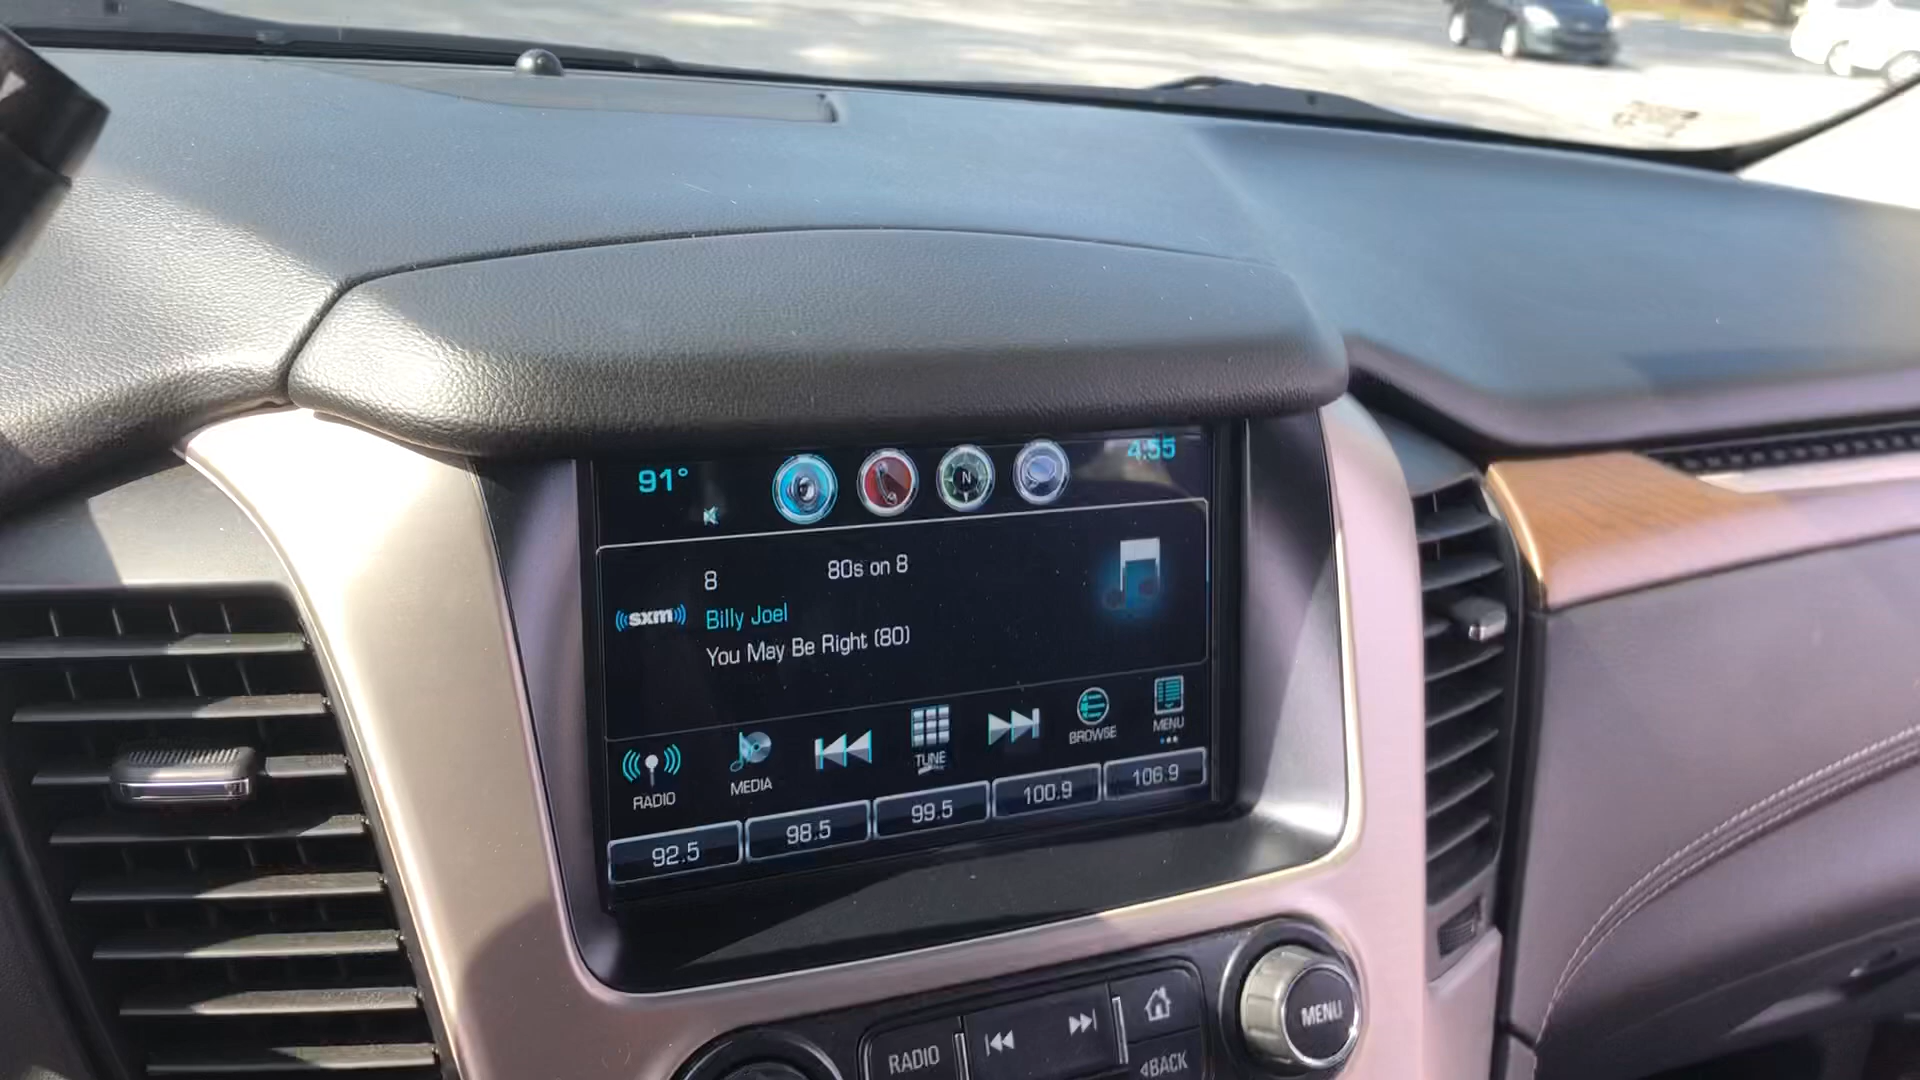 91°
4:55
N
8
80s on 8
((sxm))
Billy Joel
You May Be Right (80)
RADIO
MEDIA
TUNE
BROWSE
MENU
92.5
98.5
99.5
100.9
106.9
RADIO
BACK
MENU